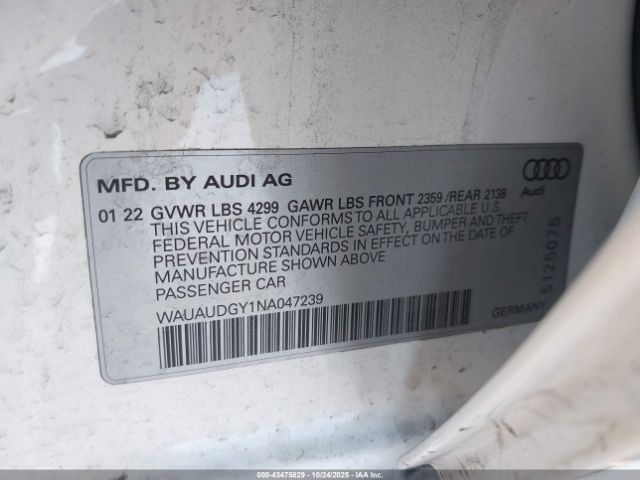 MFD. BY AUDI AG
Audi
01 22 GVWR LBS 4299 GAWR LBS FRONT 2359 /REAR 2138
THIS VEHICLE CONFORMS TO ALL APPLICABLE U.S.
FEDERAL MOTOR VEHICLE SAFETY, BUMPER AND THEFT
PREVENTION STANDARDS IN EFFECT ON THE DATE OF
MANUFACTURE SHOWN ABOVE
PASSENGER CAR
WAUAUDGY1NA047239
GERMANY
5125075
000-43475829 | 10/24/2025 | IAAI.COM